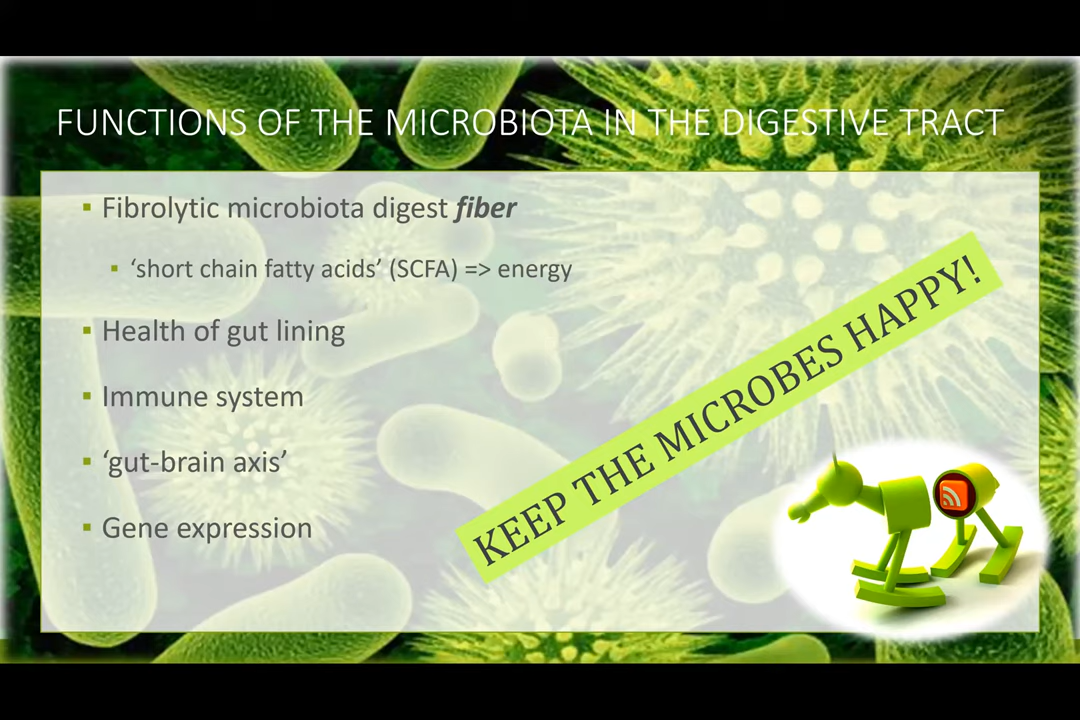 FUNCTIONS OF THE MICROBIOTA IN THE DIGESTIVE TRACT
Fibrolytic microbiota digest fiber
‘short chain fatty acids’ (SCFA) => energy
Health of gut lining
Immune system
‘gut-brain axis’
Gene expression
KEEP THE MICROBES HAPPY!